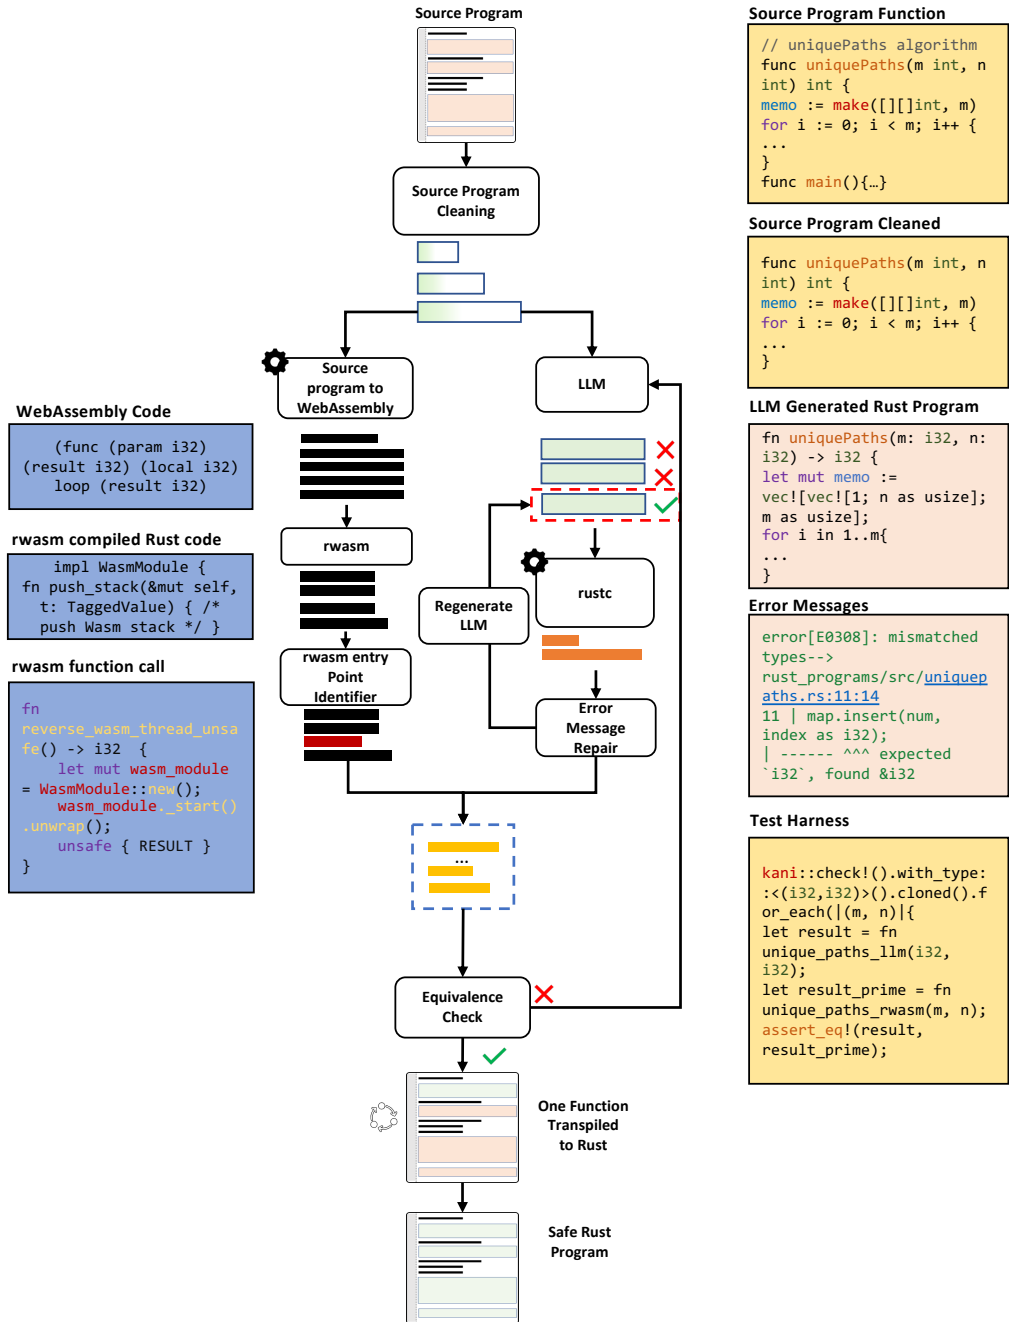 Source Program
Source Program
Cleaning
Source
program to
WebAssembly
LLM
rwasm
rustc
Regenerate
LLM
rwasm entry
Point
Identifier
Error
Message
Repair
...
Equivalence
Check
One Function
Transpiled
to Rust
Safe Rust
Program
WebAssembly Code
(func (param i32)
(result i32) (local i32)
loop (result i32)
rwasm compiled Rust code
impl WasmModule {
fn push_stack(&mut self,
t: TaggedValue) { /*
push Wasm stack */ }
rwasm function call
fn
reverse_wasm_thread_unsa
fe() -> i32  {
    let mut wasm_module
= WasmModule::new();
    wasm_module._start()
.unwrap();
    unsafe { RESULT }
}
Source Program Function
// uniquePaths algorithm
func uniquePaths(m int, n
int) int {
memo := make([][]int, m)
for i := 0; i < m; i++ {
...
}
func main(){…}
Source Program Cleaned
func uniquePaths(m int, n
int) int {
memo := make([][]int, m)
for i := 0; i < m; i++ {
...
}
LLM Generated Rust Program
fn uniquePaths(m: i32, n:
i32) -> i32 {
let mut memo :=
vec![vec![1; n as usize];
m as usize];
for i in 1..m{
...
}
Error Messages
error[E0308]: mismatched
types-->
rust_programs/src/uniquep
aths.rs:11:14
11 | map.insert(num,
index as i32);
| ------ ^^^ expected
`i32`, found &i32
Test Harness
kani::check!().with_type:
:<(i32,i32)>().cloned().f
or_each(|(m, n)|{
let result = fn
unique_paths_llm(i32,
i32);
let result_prime = fn
unique_paths_rwasm(m, n);
assert_eq!(result,
result_prime);